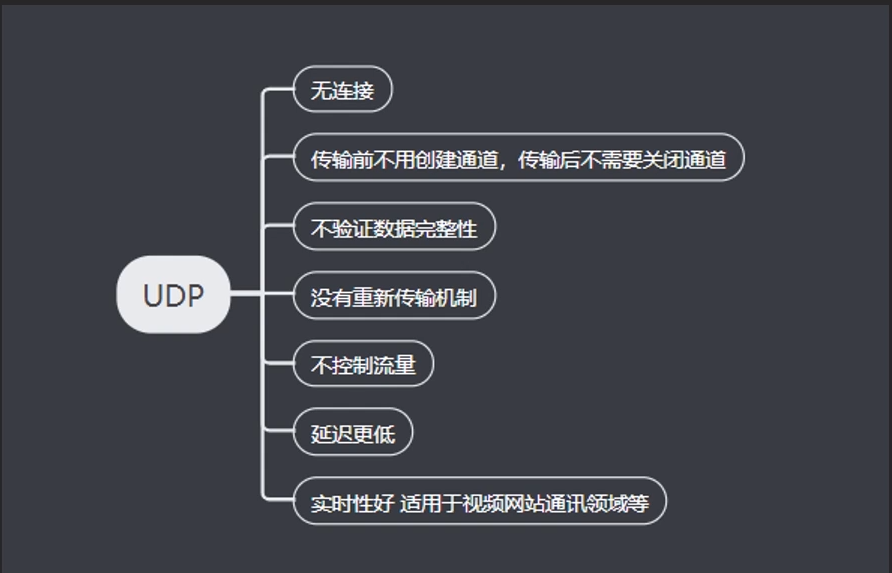 无连接
传输前不用创建通道，传输后不需要关闭通道
不验证数据完整性
没有重新传输机制
UDP
不控制流量
延迟更低
实时性好 适用于视频网站通讯领域等